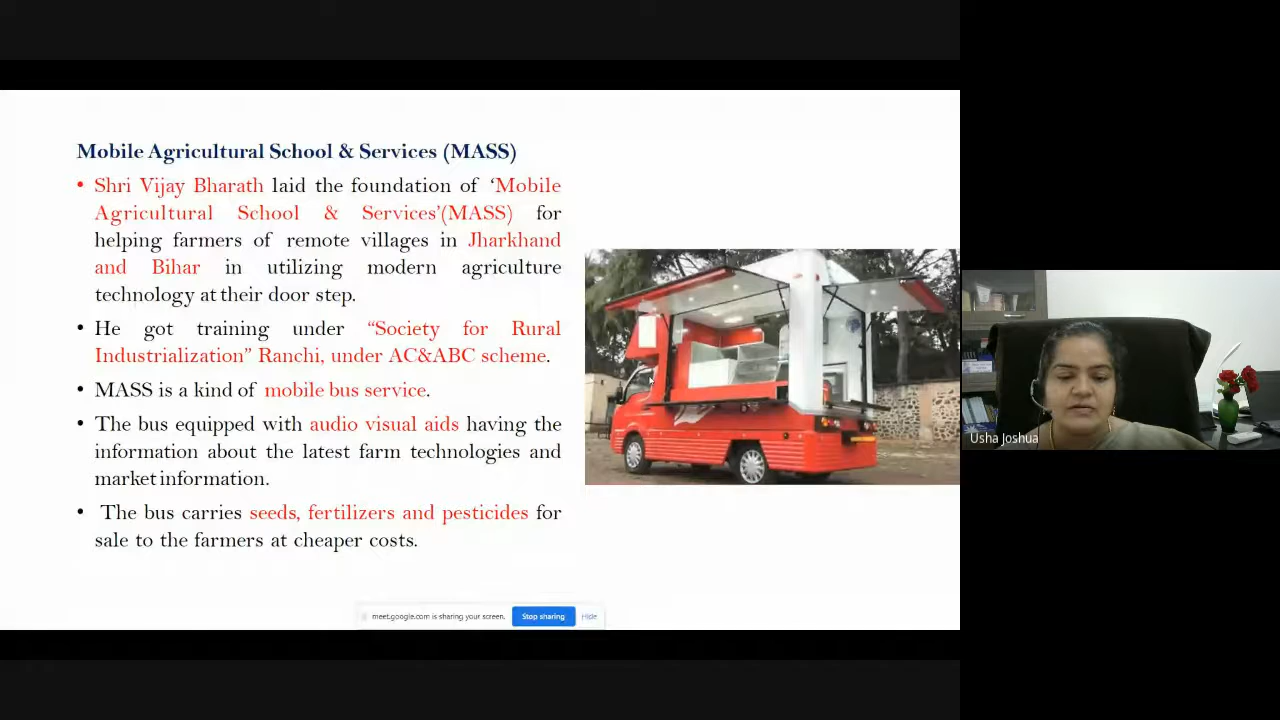 Mobile Agricultural School & Services (MASS)
• Shri Vijay Bharath laid the foundation of ‘Mobile
Agricultural School & Services’(MASS) for
helping farmers of remote villages in Jharkhand
and Bihar in utilizing modern agriculture
technology at their door step.
• He got training under “Society for Rural
Industrialization” Ranchi, under AC&ABC scheme.
• MASS is a kind of mobile bus service.
• The bus equipped with audio visual aids having the
information about the latest farm technologies and
market information.
• The bus carries seeds, fertilizers and pesticides for
sale to the farmers at cheaper costs.
meet.google.com is sharing your screen. Stop sharing Hide
Usha Joshua